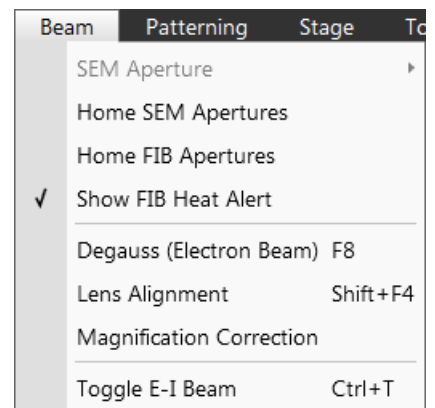 Beam Patterning Stage
SEM Aperture
Home SEM Apertures
Home FIB Apertures
Show FIB Heat Alert
Degauss (Electron Beam) F8
Lens Alignment Shift+F4
Magnification Correction
Toggle E-I Beam Ctrl+T